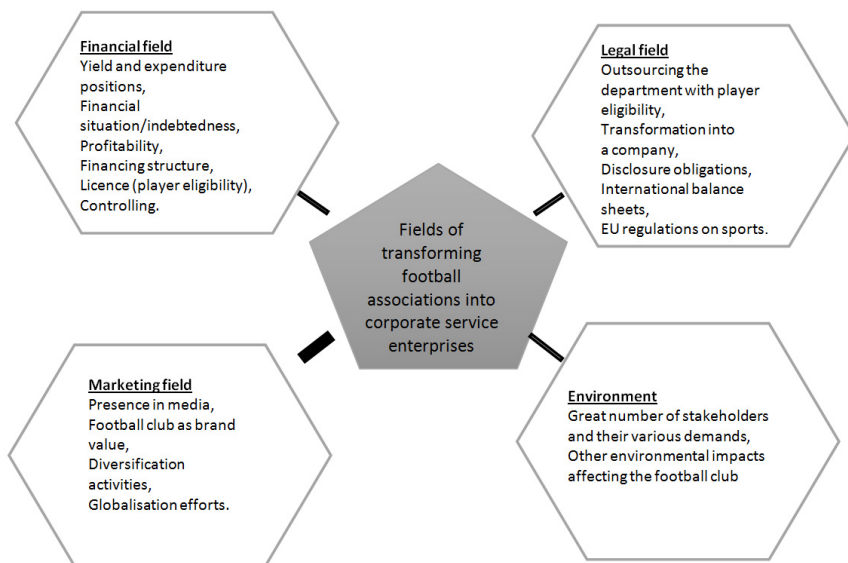 Financial field
Yield and expenditure
positions,
Financial
situation/indebtedness,
Profitability,
Financing structure,
Licence (player eligibility),
Controlling.
Legal field
Outsourcing the
department with player
eligibility,
Transformation into
a company,
Disclosure obligations,
International balance
sheets,
EU regulations on sports.
Fields of
transforming
football
associations into
corporate service
enterprises
Marketing field
Presence in media,
Football club as brand
value,
Diversification
activities,
Globalisation efforts.
Environment
Great number of stakeholders
and their various demands,
Other environmental impacts
affecting the football club